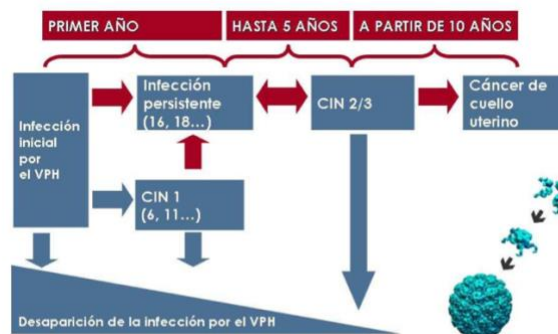 PRIMER AÑO
HASTA 5 AÑOS
A PARTIR DE 10 AÑOS
Infección
inicial
por
el VPH
Infección
persistente
(16, 18...)
CIN 2/3
Cáncer de
cuello
uterino
CIN 1
(6, 11...)
Desaparición de la infección por el VPH